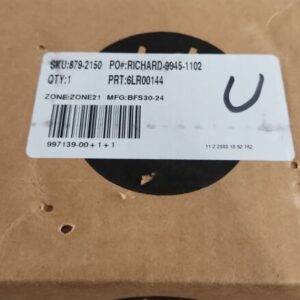 SKU:879-2150 PO#:RICHARD-9945-1102
QTY:1 PRT:6LR00144
ZONE:ZONE21 MFG:BFS30-24
997139-00+1+1
U